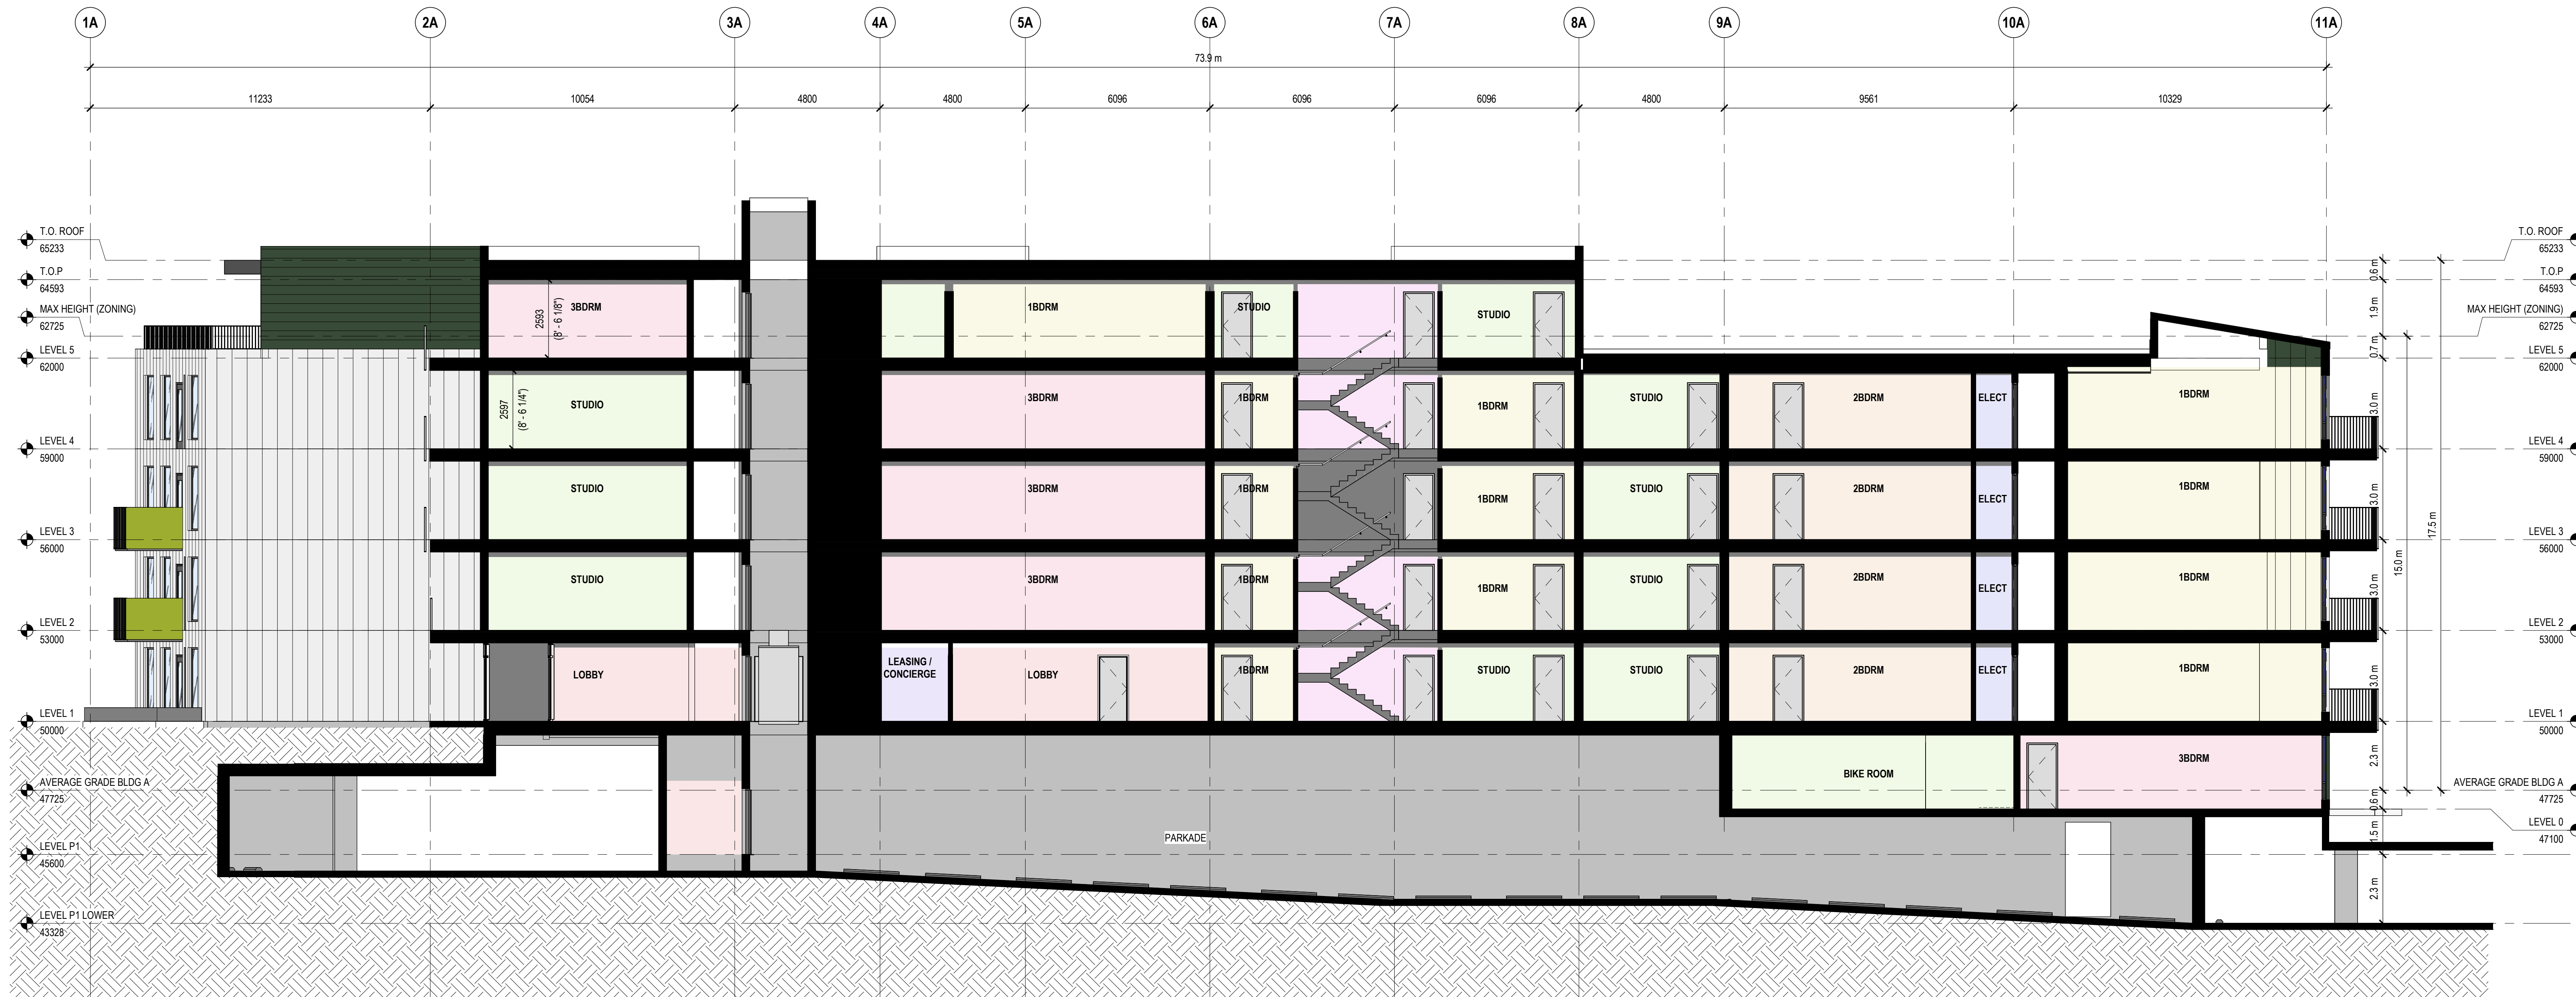 1A 2A 3A 4A 5A 6A 7A 8A 9A 10A 11A
73.9 m
11233 10054 4800 4800 6096 6096 6096 4800 9561 10329
T.O. ROOF
65233
T.O.P
64593
MAX HEIGHT (ZONING)
62725
LEVEL 5
62000
LEVEL 4
59000
LEVEL 3
56000
LEVEL 2
53000
LEVEL 1
50000
AVERAGE GRADE BLDG A
47725
LEVEL P1
45600
LEVEL P1 LOWER
43328
3BDRM 1BDRM STUDIO STUDIO
2593
(8' - 6 1/8")
STUDIO 3BDRM 1BDRM 1BDRM STUDIO 2BDRM ELECT 1BDRM
2597
(8' - 6 1/4")
STUDIO 3BDRM 1BDRM 1BDRM STUDIO 2BDRM ELECT 1BDRM
STUDIO 3BDRM 1BDRM 1BDRM STUDIO 2BDRM ELECT 1BDRM
LOBBY
LEASING /
CONCIERGE
LOBBY 1BDRM STUDIO STUDIO 2BDRM ELECT 1BDRM
BIKE ROOM 3BDRM
PARKADE
0.6 m
1.9 m
0.7 m
3.0 m
3.0 m
3.0 m
3.0 m
2.3 m
0.6 m
1.5 m
2.3 m
15.0 m
17.5 m
T.O. ROOF
65233
T.O.P
64593
MAX HEIGHT (ZONING)
62725
LEVEL 5
62000
LEVEL 4
59000
LEVEL 3
56000
LEVEL 2
53000
LEVEL 1
50000
AVERAGE GRADE BLDG A
47725
LEVEL 0
47100